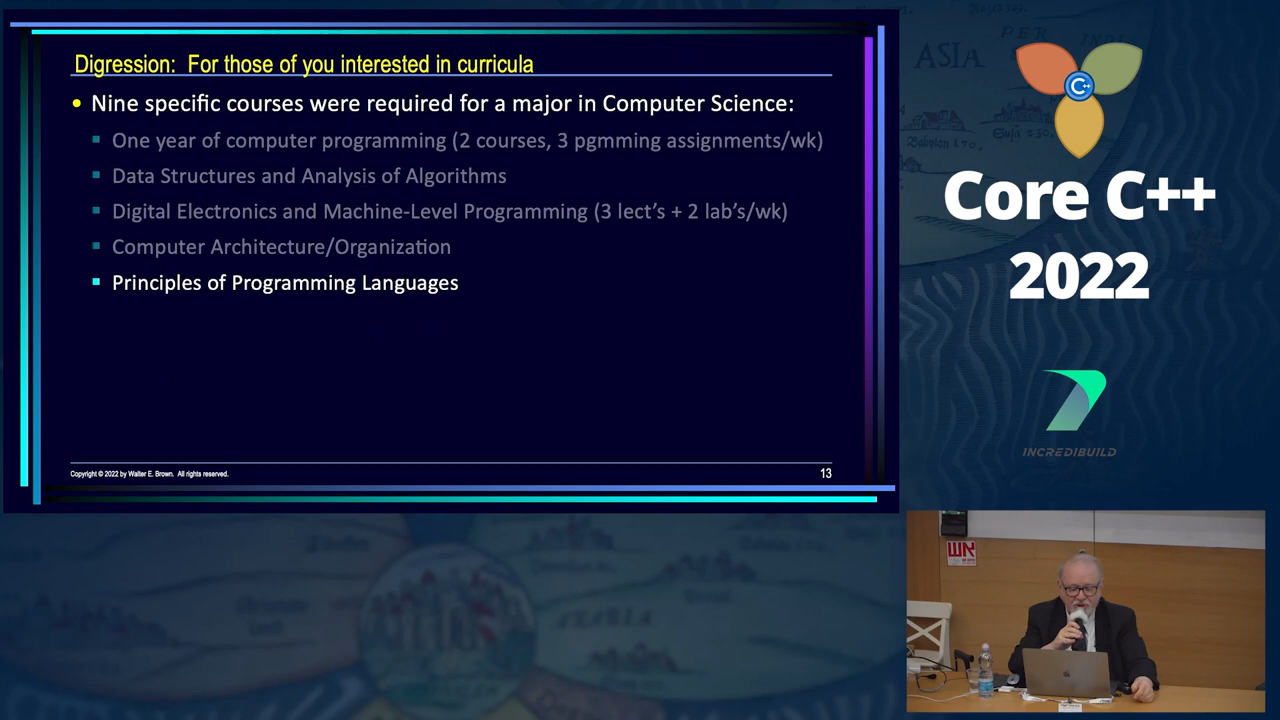 Digression: For those of you interested in curricula
• Nine specific courses were required for a major in Computer Science:
▪ One year of computer programming (2 courses, 3 pgmming assignments/wk)
▪ Data Structures and Analysis of Algorithms
▪ Digital Electronics and Machine-Level Programming (3 lect's + 2 lab's/wk)
▪ Computer Architecture/Organization
▪ Principles of Programming Languages
Copyright © 2022 by Walter E. Brown. All rights reserved.
13
ASIA
C++
Core C++
2022
INCREDIBUILD
אש